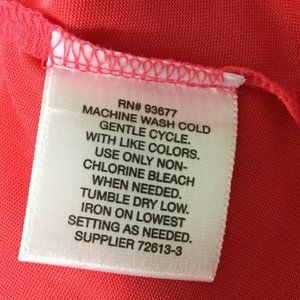 RN# 93677
MACHINE WASH COLD
GENTLE CYCLE.
WITH LIKE COLORS.
USE ONLY NON-
CHLORINE BLEACH
WHEN NEEDED.
TUMBLE DRY LOW.
IRON ON LOWEST
SETTING AS NEEDED.
SUPPLIER 72613-3